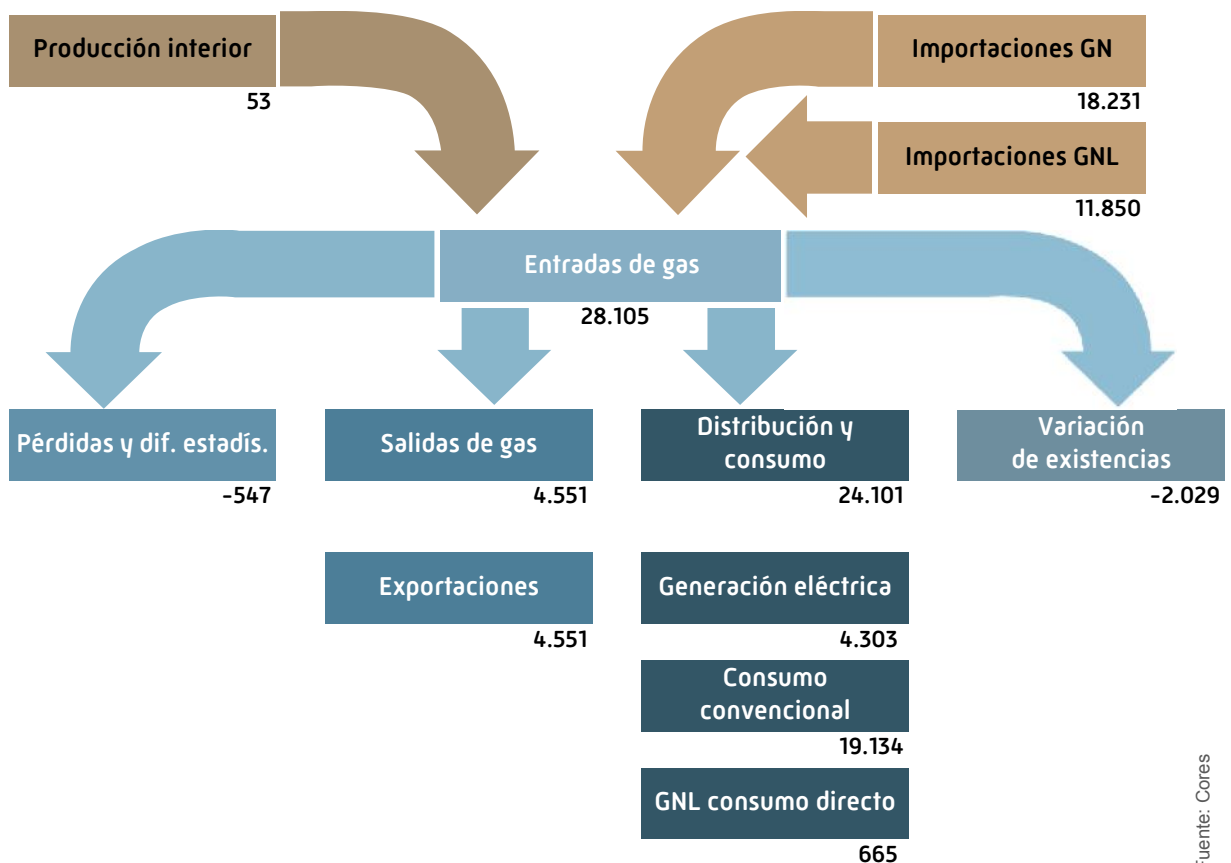 Producción interior
53
Importaciones GN
18.231
Importaciones GNL
11.850
Entradas de gas
28.105
Pérdidas y dif. estadís.
-547
Salidas de gas
4.551
Distribución y
consumo
24.101
Variación
de existencias
-2.029
Exportaciones
4.551
Generación eléctrica
4.303
Consumo
convencional
19.134
GNL consumo directo
665
Fuente: Cores